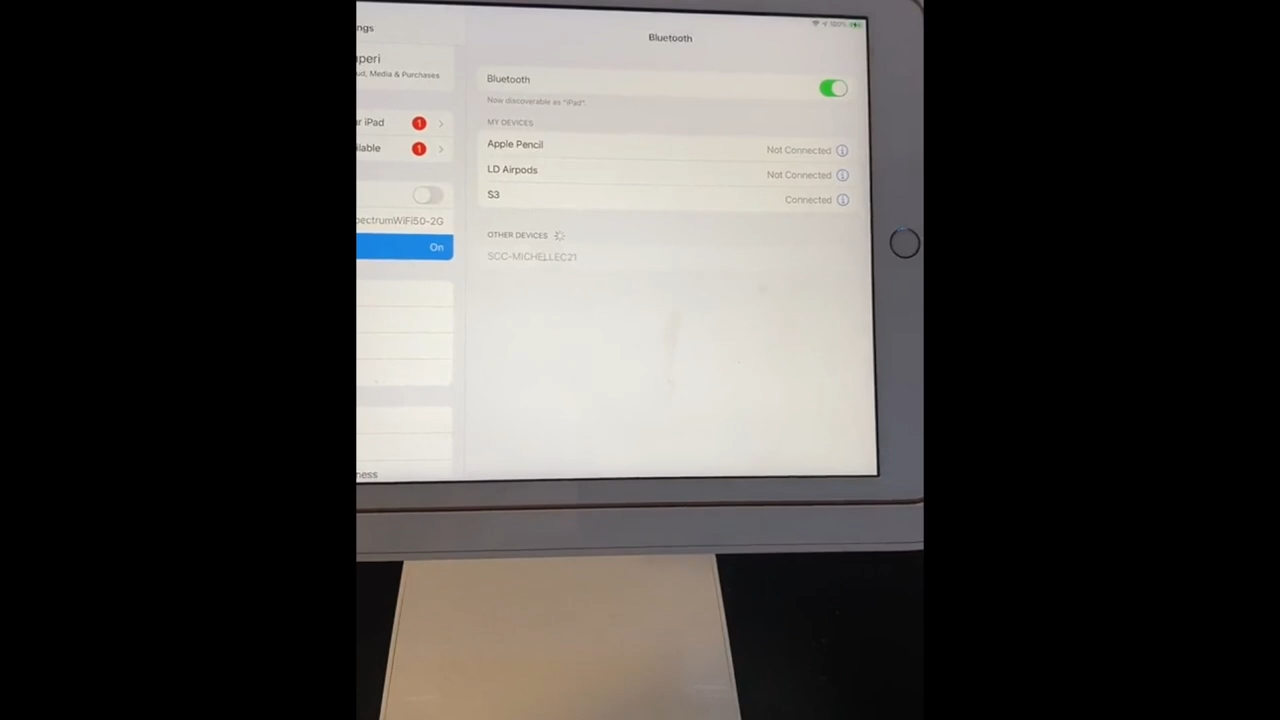 ngs
Bluetooth
100%
peri
ud, Media & Purchases
r iPad
1
ilable
1
pectrumWiFi50-2G
On
ness
Bluetooth
Now discoverable as "iPad".
MY DEVICES
Apple Pencil
Not Connected
LD Airpods
Not Connected
S3
Connected
OTHER DEVICES
SCC-MICHELLEC21